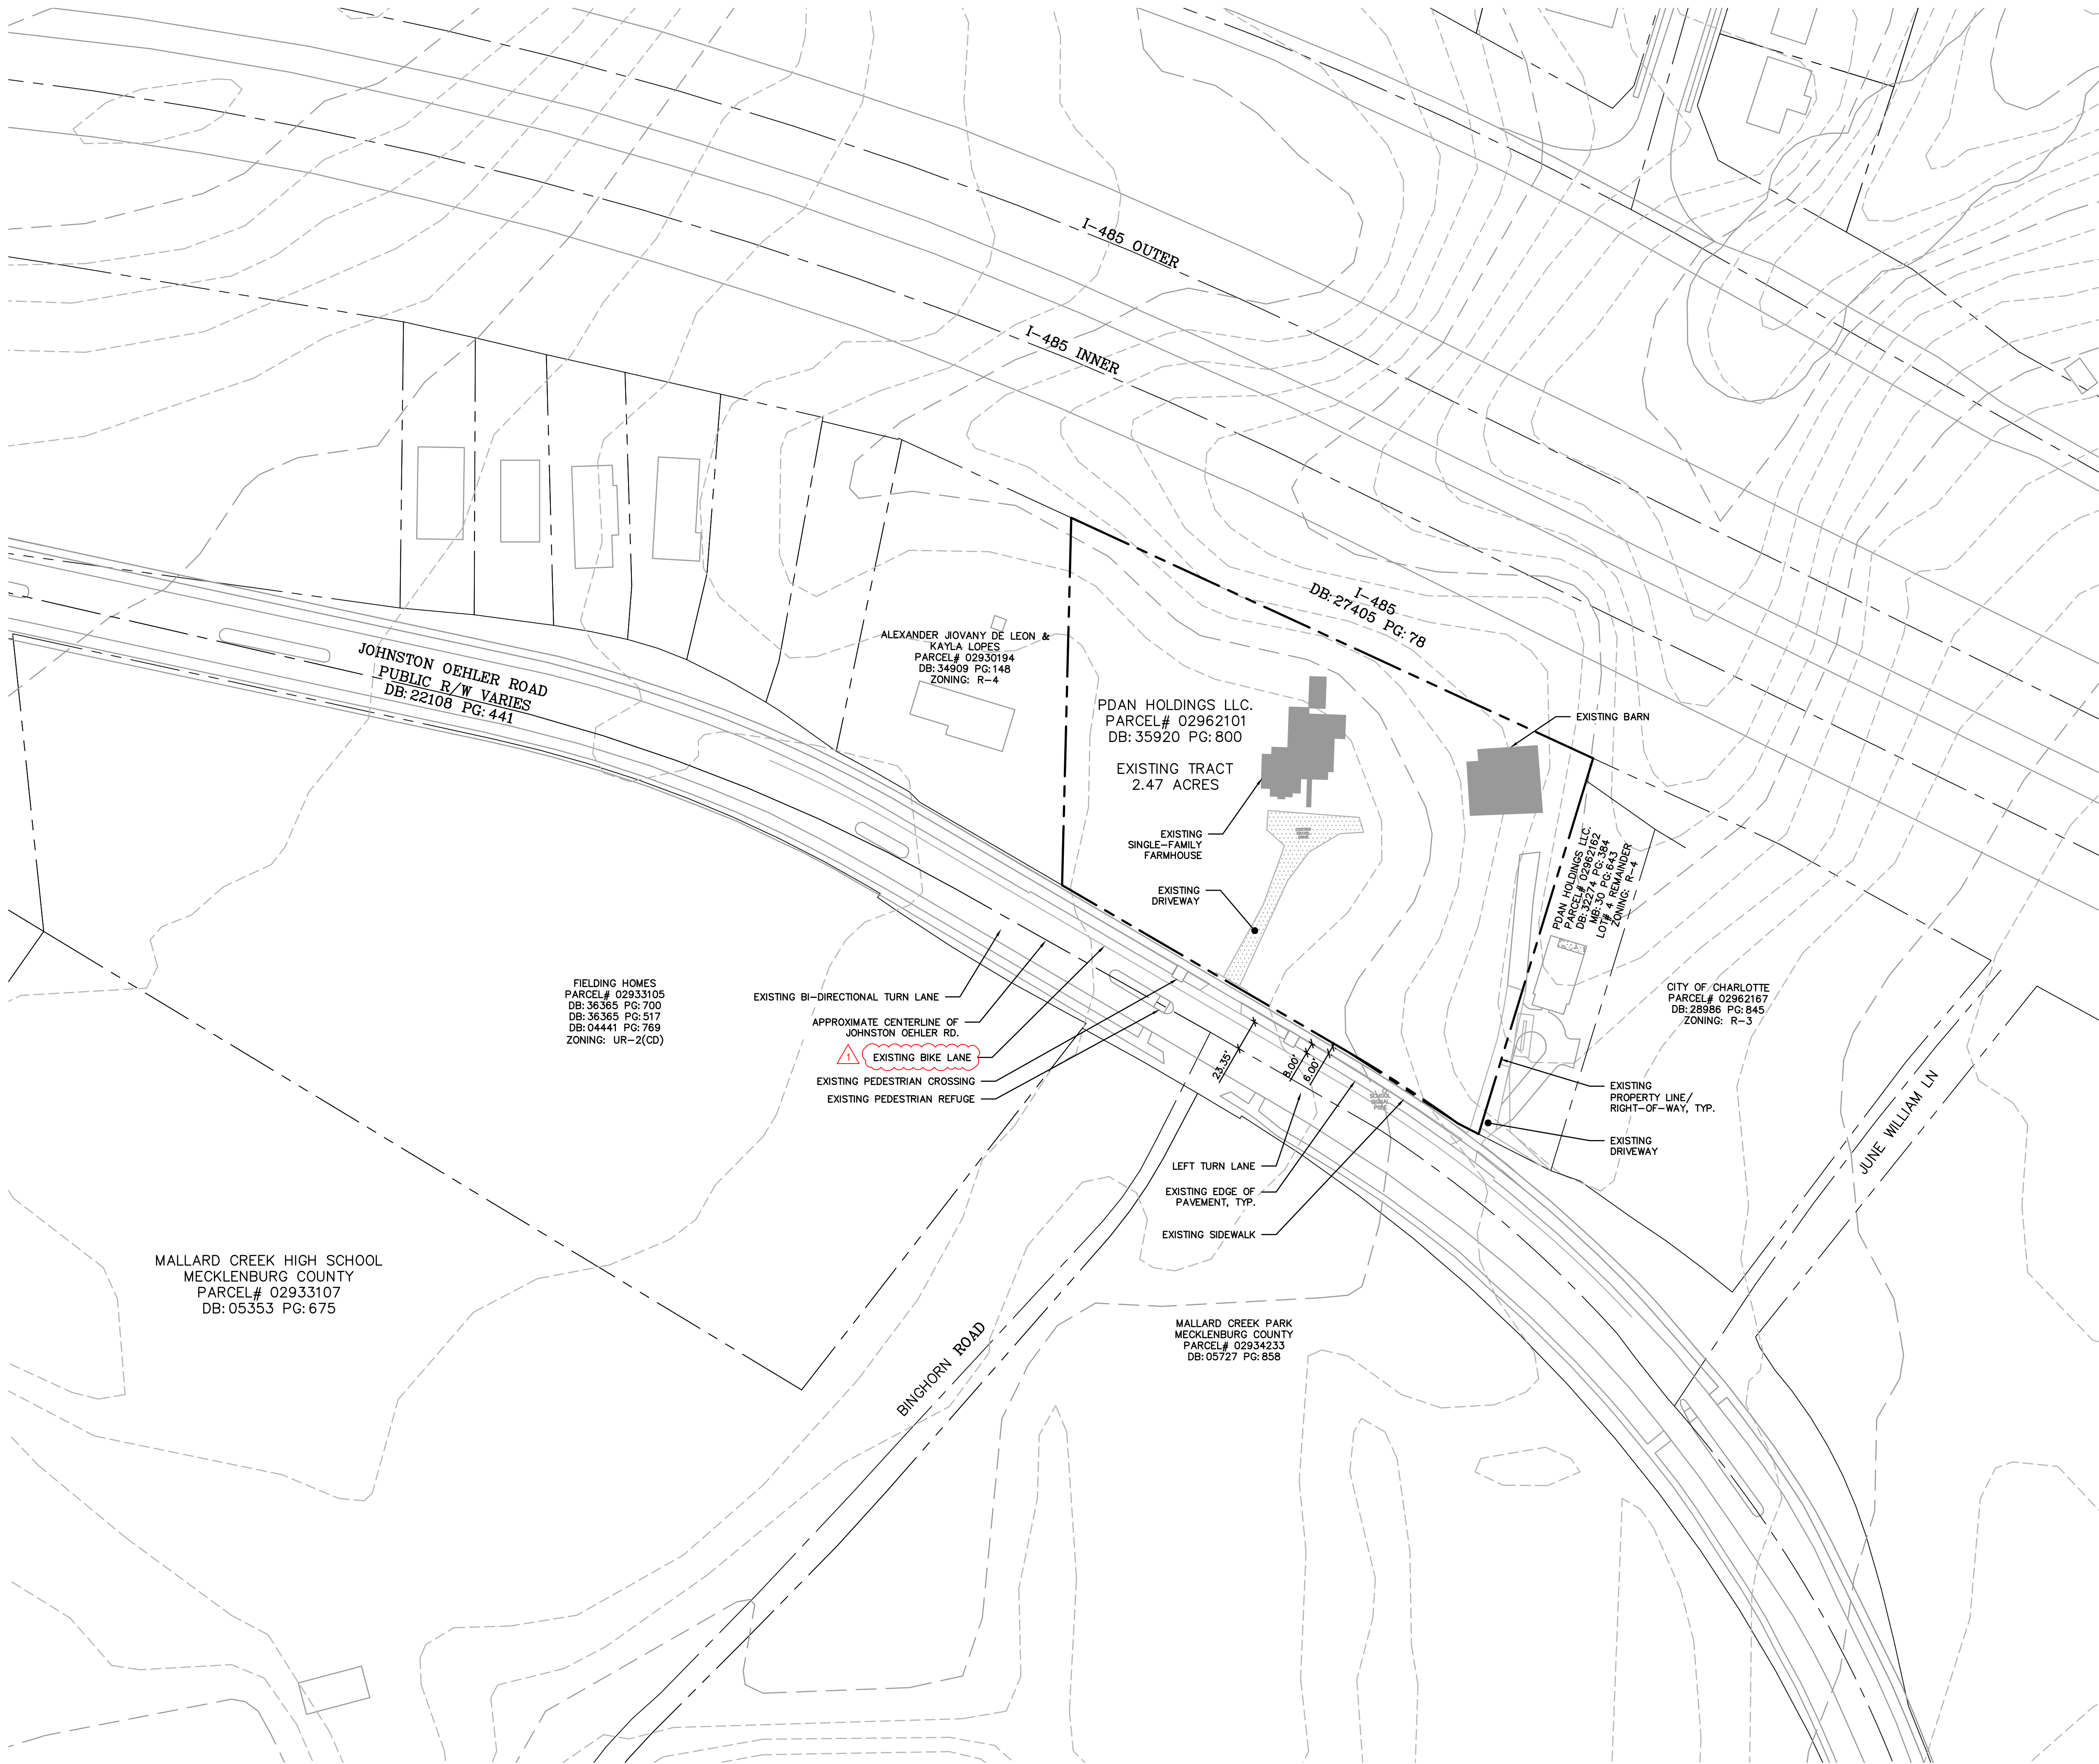 I-485 OUTER
I-485 INNER
I-485
DB: 27405 PG: 78
JOHNSTON OEHLER ROAD
PUBLIC R/W VARIES
DB: 22108 PG: 441
ALEXANDER JIOVANY DE LEON &
KAYLA LOPES
PARCEL# 02930194
DB: 34909 PG: 148
ZONING: R-4
PDAN HOLDINGS LLC.
PARCEL# 02962101
DB: 35920 PG: 800
EXISTING TRACT
2.47 ACRES
EXISTING BARN
EXISTING
SINGLE-FAMILY
FARMHOUSE
EXISTING
DRIVEWAY
PDAN HOLDINGS LLC.
PARCEL# 02962162
DB: 32274 PG: 384
MB: 30 PG: 643
LOT# 4 REMAINDER
ZONING: R-4
CITY OF CHARLOTTE
PARCEL# 02962167
DB: 28986 PG: 845
ZONING: R-3
FIELDING HOMES
PARCEL# 02933105
DB: 36365 PG: 700
DB: 36365 PG: 517
DB: 04441 PG: 769
ZONING: UR-2(CD)
EXISTING BI-DIRECTIONAL TURN LANE
APPROXIMATE CENTERLINE OF
JOHNSTON OEHLER RD.
1
EXISTING BIKE LANE
EXISTING PEDESTRIAN CROSSING
EXISTING PEDESTRIAN REFUGE
23.35'
8.00'
6.00'
SCHOOL
SIGNAL
POLE
EXISTING
PROPERTY LINE/
RIGHT-OF-WAY, TYP.
EXISTING
DRIVEWAY
LEFT TURN LANE
EXISTING EDGE OF
PAVEMENT, TYP.
EXISTING SIDEWALK
JUNE WILLIAM LN
MALLARD CREEK HIGH SCHOOL
MECKLENBURG COUNTY
PARCEL# 02933107
DB: 05353 PG: 675
BINGHORN ROAD
MALLARD CREEK PARK
MECKLENBURG COUNTY
PARCEL# 02934233
DB: 05727 PG: 858